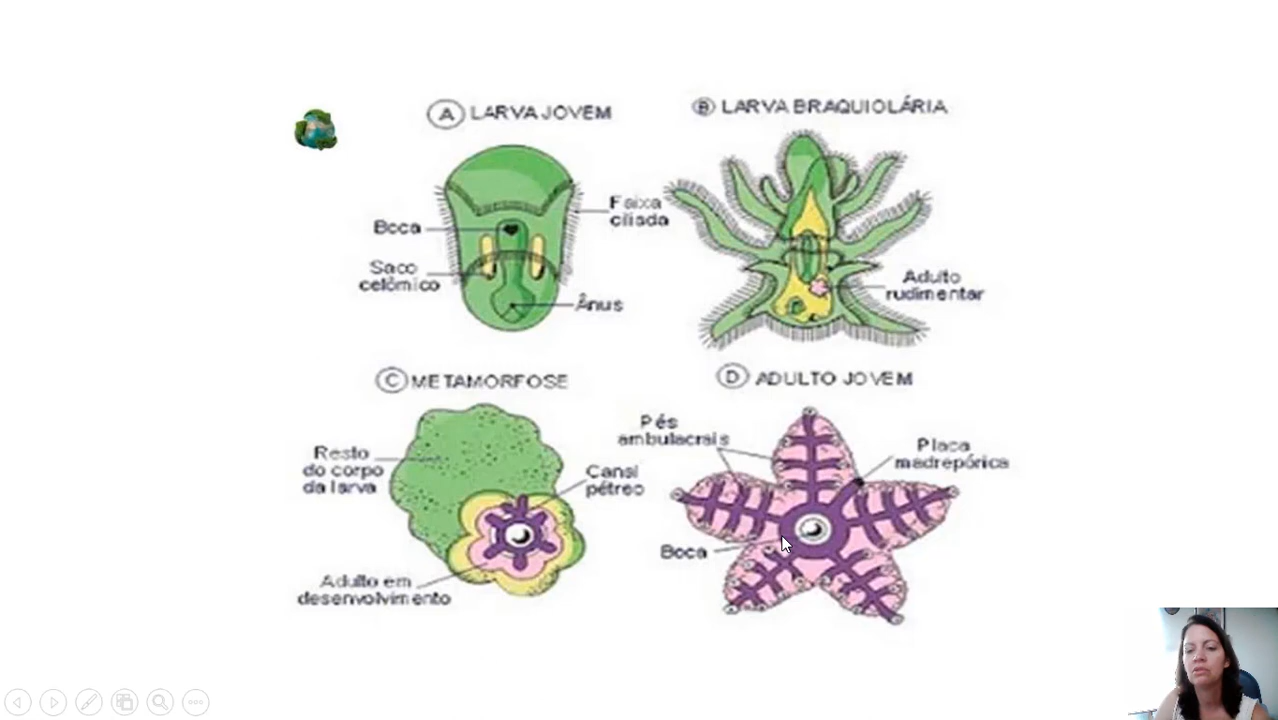 A LARVA JOVEM
B LARVA BRAQUIOLÁRIA
Boca
Faixa
ciliada
Saco
celômico
Ânus
Adulto
rudimentar
C METAMORFOSE
D ADULTO JOVEM
Resto
do corpo
da larva
Canal
pétreo
Adulto em
desenvolvimento
Pés
ambulacrais
Placa
madrepórica
Boca